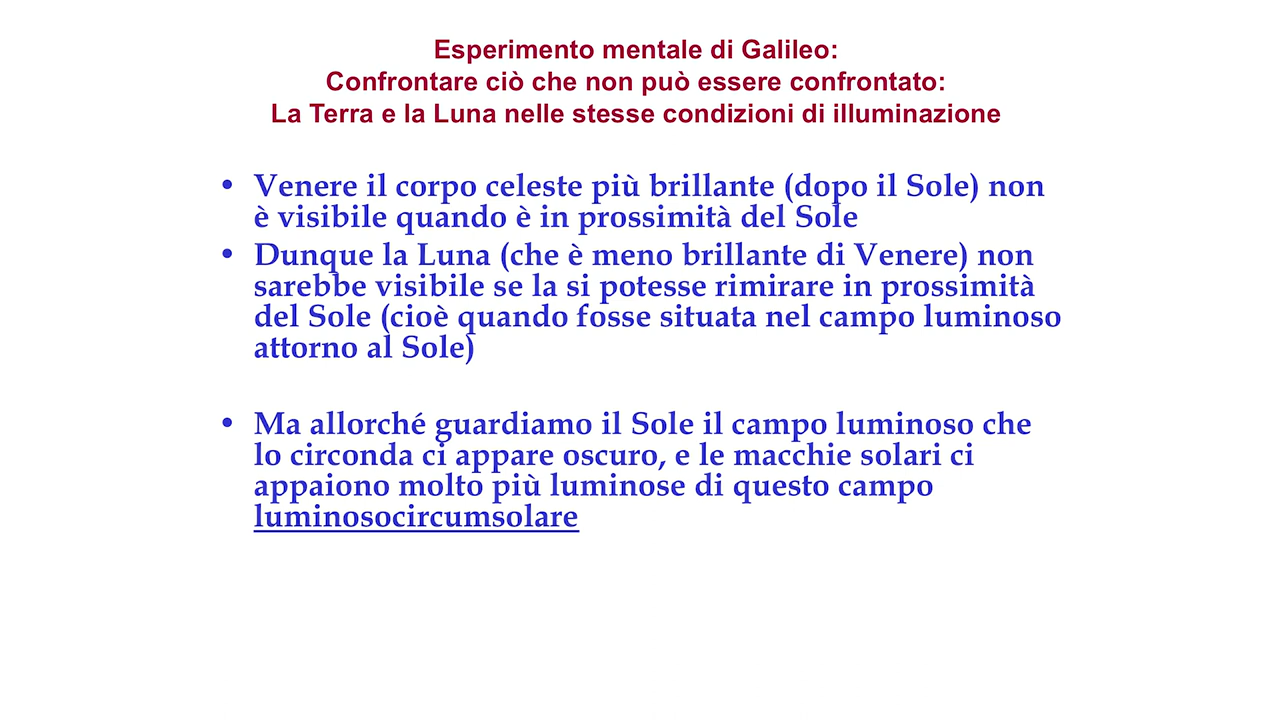 Esperimento mentale di Galileo:
Confrontare ciò che non può essere confrontato:
La Terra e la Luna nelle stesse condizioni di illuminazione
• Venere il corpo celeste più brillante (dopo il Sole) non
è visibile quando è in prossimità del Sole
• Dunque la Luna (che è meno brillante di Venere) non
sarebbe visibile se la si potesse rimirare in prossimità
del Sole (cioè quando fosse situata nel campo luminoso
attorno al Sole)
• Ma allorché guardiamo il Sole il campo luminoso che
lo circonda ci appare oscuro, e le macchie solari ci
appaiono molto più luminose di questo campo
luminosocircumsolare